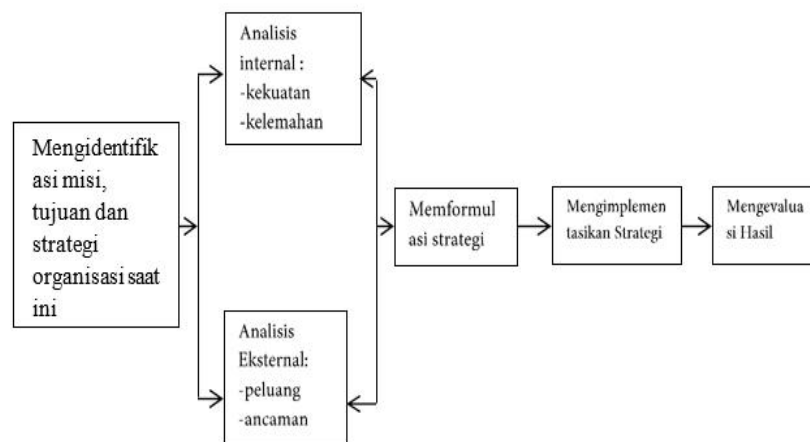 Mengidentifik
asi misi,
tujuan dan
strategi
organisasi saat
ini
Analisis
internal :
-kekuatan
-kelemahan
Analisis
Eksternal:
-peluang
-ancaman
Memformul
asi strategi
Mengimplemen
tasikan Strategi
Mengevalua
si Hasil